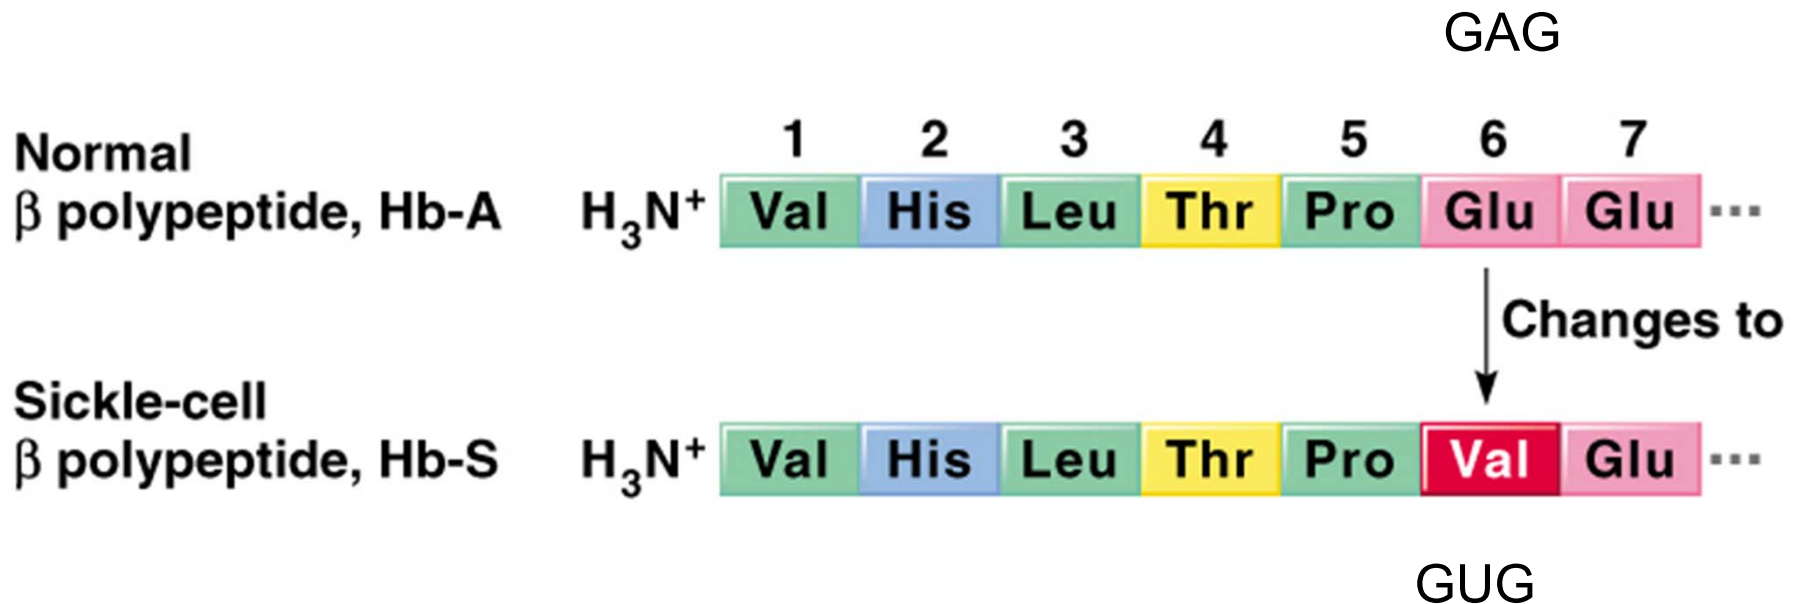 GAG
1 2 3 4 5 6 7
Normal
β polypeptide, Hb-A H₃N⁺ Val His Leu Thr Pro Glu Glu ...
Changes to
Sickle-cell
β polypeptide, Hb-S H₃N⁺ Val His Leu Thr Pro Val Glu ...
GUG